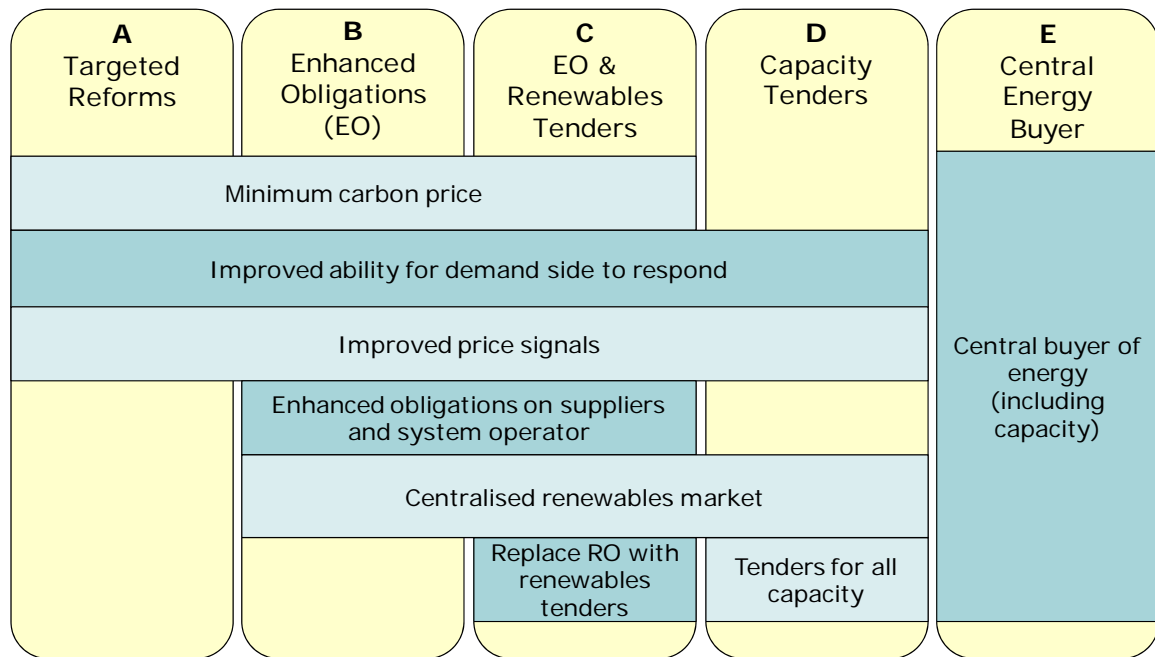 A
Targeted
Reforms
B
Enhanced
Obligations
(EO)
C
EO &
Renewables
Tenders
D
Capacity
Tenders
E
Central
Energy
Buyer
Minimum carbon price
Improved ability for demand side to respond
Improved price signals
Enhanced obligations on suppliers
and system operator
Centralised renewables market
Replace RO with
renewables
tenders
Tenders for all
capacity
Central buyer of
energy
(including
capacity)